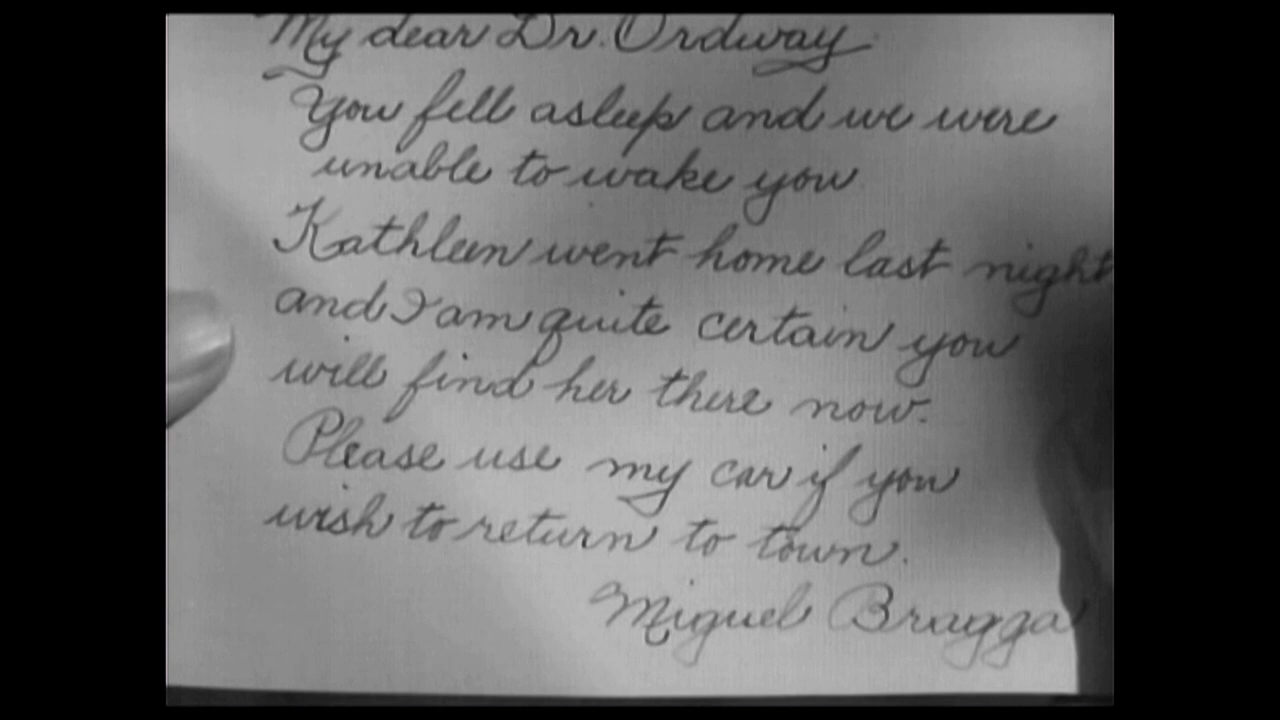 My dear Dr. Ordway
You fell asleep and we were
unable to wake you
Kathleen went home last night
and I am quite certain you
will find her there now.
Please use my car if you
wish to return to town.
Miguel Bragga